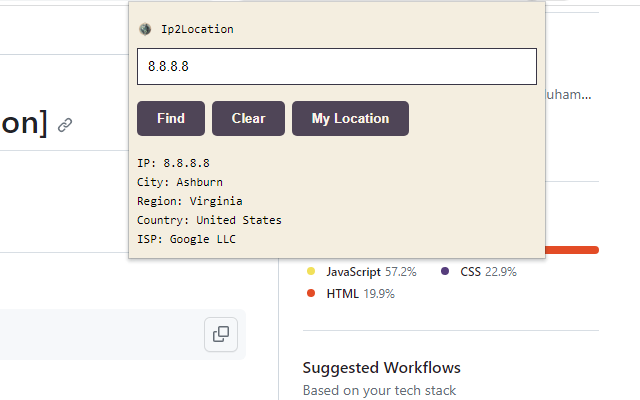 Ip2Location
8.8.8.8
Find Clear My Location
IP: 8.8.8.8
City: Ashburn
Region: Virginia
Country: United States
ISP: Google LLC
on]
uham...
JavaScript 57.2% CSS 22.9%
HTML 19.9%
Suggested Workflows
Based on your tech stack